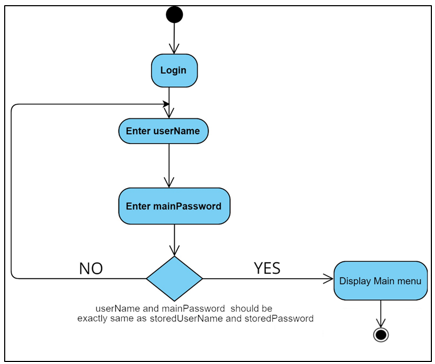 Login
Enter userName
Enter mainPassword
NO
YES
Display Main menu
userName and mainPassword should be
exactly same as storedUserName and storedPassword